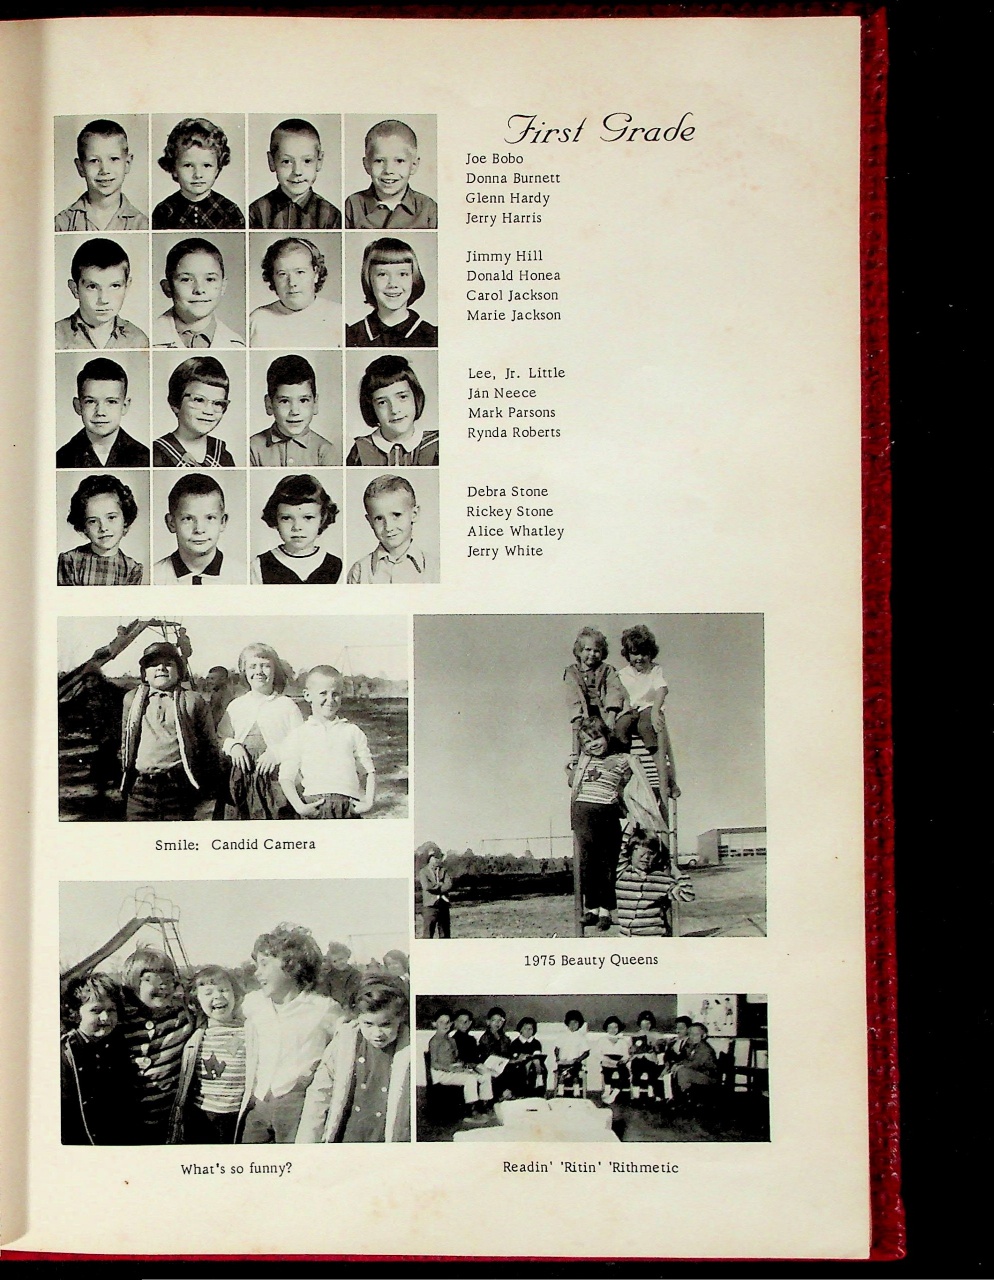 First Grade
Joe Bobo
Donna Burnett
Glenn Hardy
Jerry Harris
Jimmy Hill
Donald Honea
Carol Jackson
Marie Jackson
Lee, Jr. Little
Jan Neece
Mark Parsons
Rynda Roberts
Debra Stone
Rickey Stone
Alice Whatley
Jerry White
Smile: Candid Camera
1975 Beauty Queens
What's so funny?
Readin' 'Ritin' 'Rithmetic